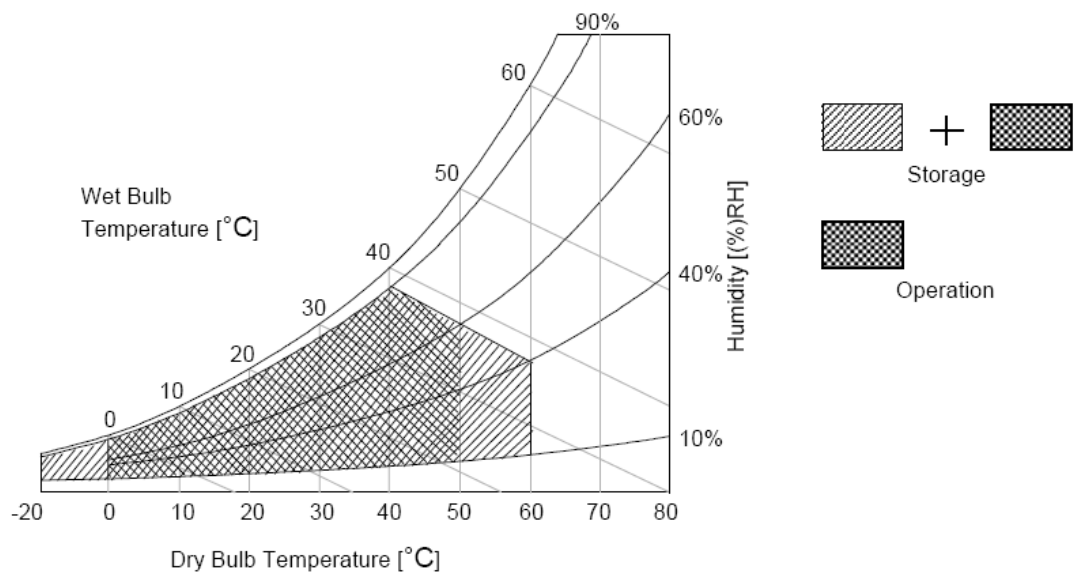 90%
60
60%
50
Wet Bulb
Temperature [°C]
40
40%
30
20
10
0
10%
Humidity [(%)RH]
-20 0 10 20 30 40 50 60 70 80
Dry Bulb Temperature [°C]
+
Storage
Operation